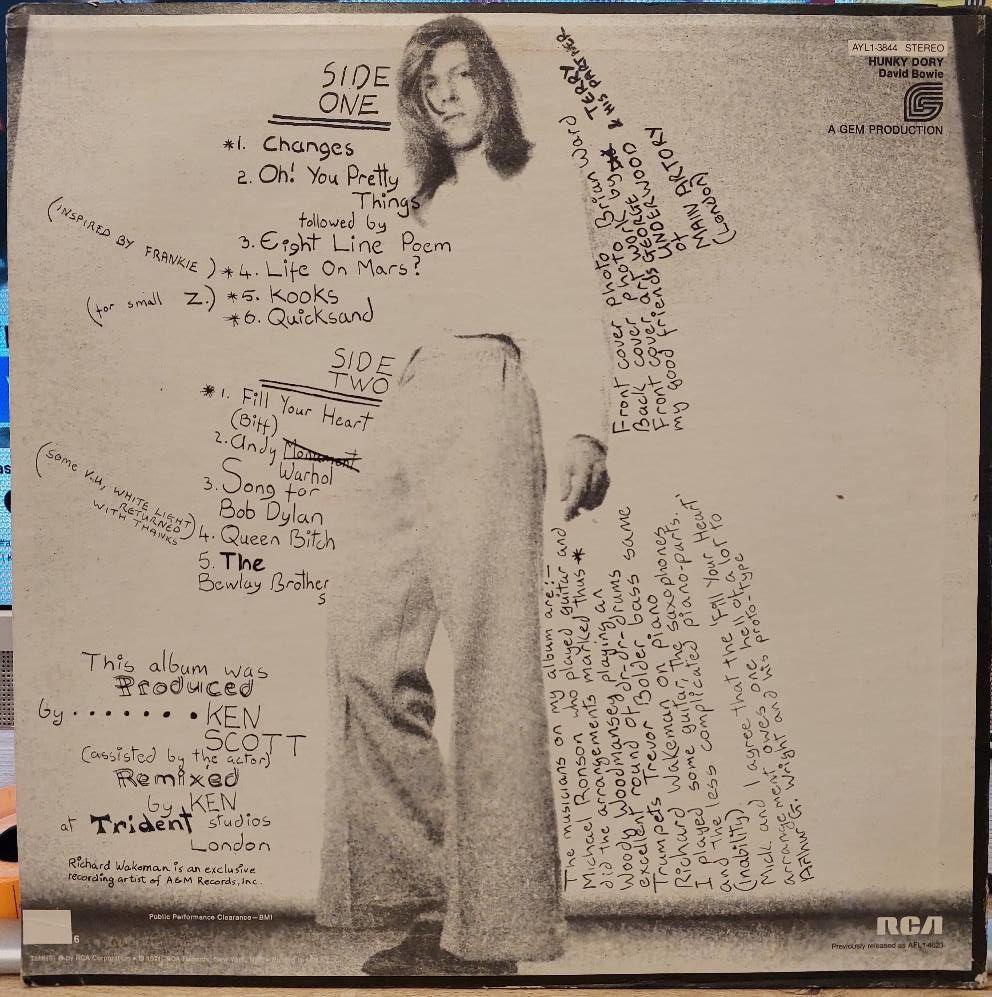 SIDE
ONE
*1. Changes
2. Oh! You Pretty
Things
followed by
3. Eight Line Poem
(INSPIRED BY FRANKIE) *4. Life On Mars?
(for small Z.) *5. Kooks
*6. Quicksand
SIDE
TWO
*1. Fill Your Heart
(Biff)
2. Andy
Warhol
3. Song for
Bob Dylan
(Some V.U, WHITE LIGHT
RETURNED
WITH THANKS)
4. Queen Bitch
5. The
Bewlay Brother
s
This album was
Produced
by ........KEN
SCOTT
(assisted by the actor)
Remixed
by KEN
at Trident studios
London
Richard Wakeman is an exclusive
recording artist of A&M Records, Inc.
Public Performance Clearance—BMI
6
Front cover photo Brian Ward
Back cover photo by
Front cover art WORK by & TERRY & HIS PARTNER
my good friends GEORGE UNDERWOOD
of MAIN ARTORY
(London)
The musicians on my album are:-
Michael Ronson who played guitar and
did the arrangements marked thus *
Woody Woodmansey playing an
excellent round of dr-dr-drums
Trevor Bolder bass same
Trumpets
Richard Wakeman on piano
I played some guitar, the saxophones
and the less complicated piano-parts.
(inability)
Mick and I agree that the 'Fill Your Heart'
arrangement owes one hell of a lot to
Arthur G. Wright and his proto-type
AYL1-3844 STEREO
HUNKY DORY
David Bowie
A GEM PRODUCTION
RCA
Previously released as AFL1-4623